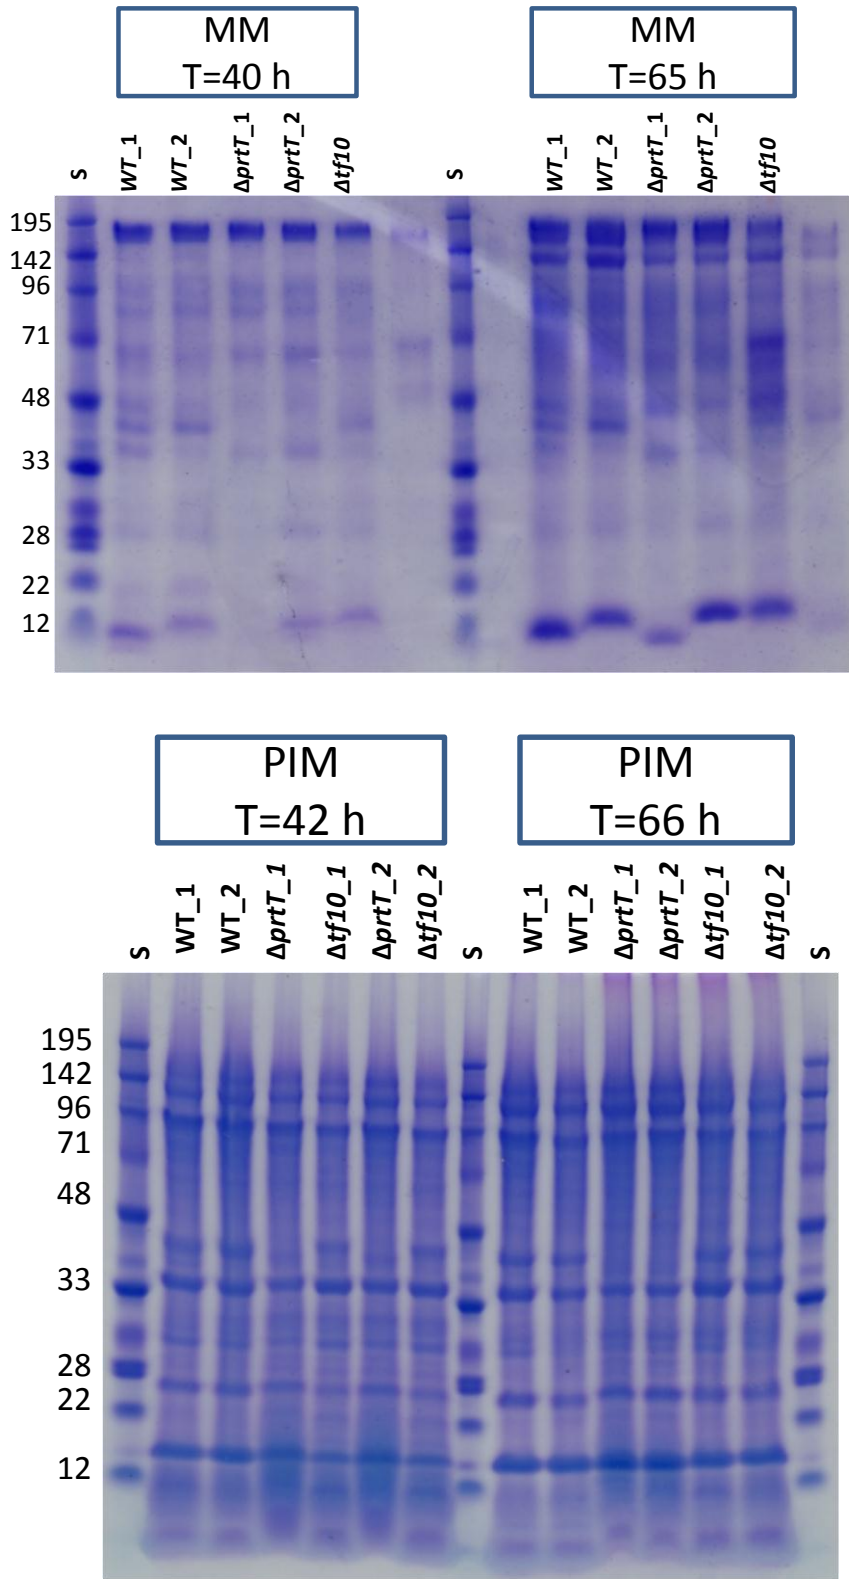 MM
T=40 h
MM
T=65 h
S
WT_1
WT_2
ΔprtT_1
ΔprtT_2
Δtf10
S
WT_1
WT_2
ΔprtT_1
ΔprtT_2
Δtf10
195
142
96
71
48
33
28
22
12
PIM
T=42 h
PIM
T=66 h
S
WT_1
WT_2
ΔprtT_1
Δtf10_1
ΔprtT_2
Δtf10_2
S
WT_1
WT_2
ΔprtT_1
ΔprtT_2
Δtf10_1
Δtf10_2
S
195
142
96
71
48
33
28
22
12